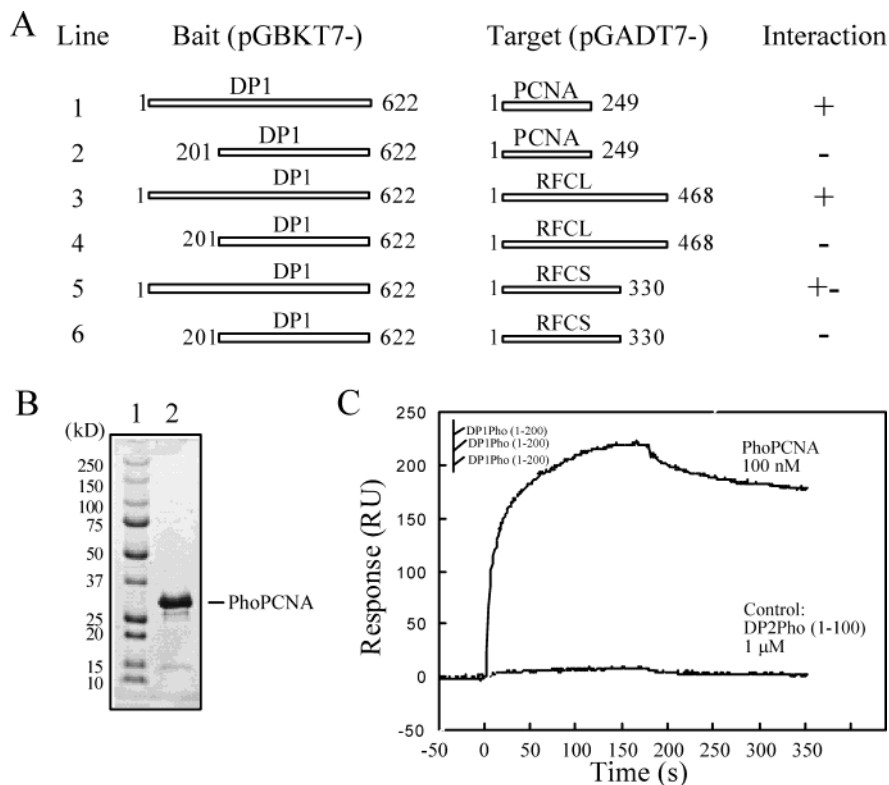 A Line Bait (pGBKT7-) Target (pGADT7-) Interaction
1 1 DP1 622 1 PCNA 249 +
2 201 DP1 622 1 PCNA 249 -
3 1 DP1 622 1 RFCL 468 +
4 201 DP1 622 1 RFCL 468 -
5 1 DP1 622 1 RFCS 330 +-
6 201 DP1 622 1 RFCS 330 -
B 1 2
(kD)
250
150
100
75
50
37
25
20
15
10
PhoPCNA
C
250
200
150
100
50
0
-50
Response (RU)
DP1Pho (1-200)
DP1Pho (1-200)
DP1Pho (1-200)
PhoPCNA
100 nM
Control:
DP2Pho (1-100)
1 μM
-50 0 50 100 150 200 250 300 350
Time (s)